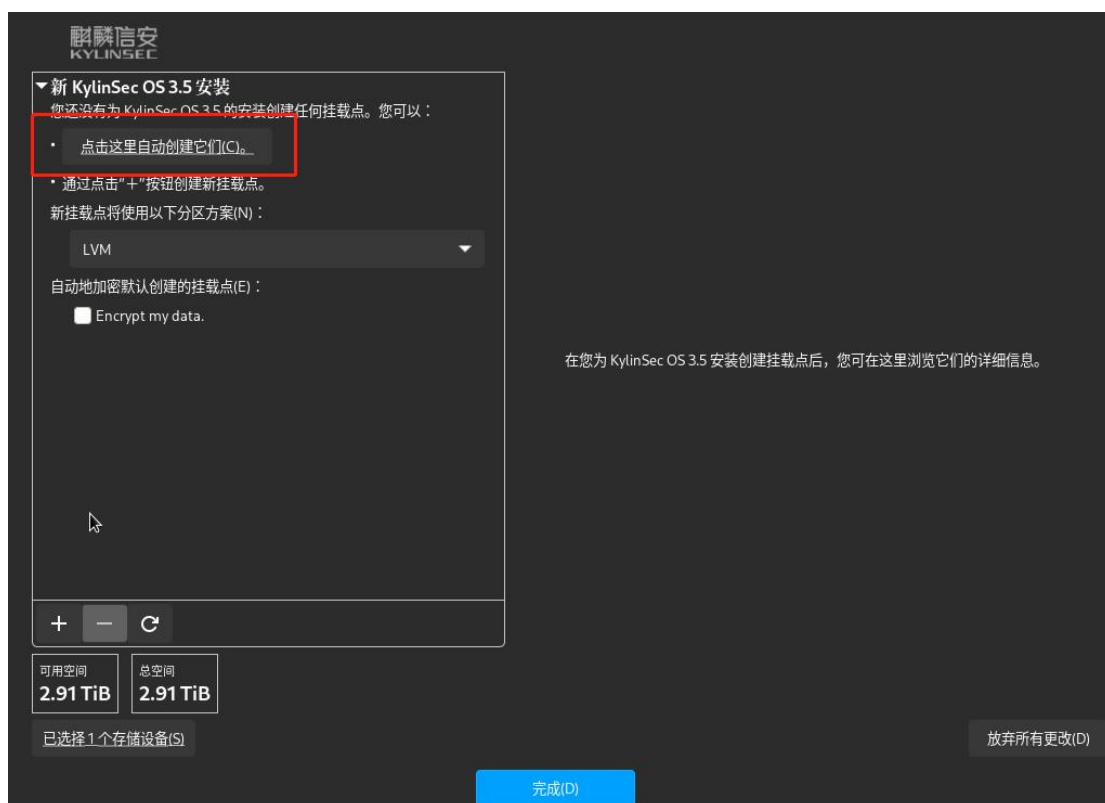 麒麟信安
KYLINSEC
新 KylinSec OS 3.5 安装
您还没有为 KylinSec OS 3.5 的安装创建任何挂载点。您可以：
• 点击这里自动创建它们(C)。
• 通过点击"+"按钮创建新挂载点。
新挂载点将使用以下分区方案(N)：
LVM
自动地加密默认创建的挂载点(E)：
Encrypt my data.
在您为 KylinSec OS 3.5 安装创建挂载点后，您可在这里浏览它们的详细信息。
可用空间
2.91 TiB
总空间
2.91 TiB
已选择 1 个存储设备(S)
放弃所有更改(D)
完成(D)